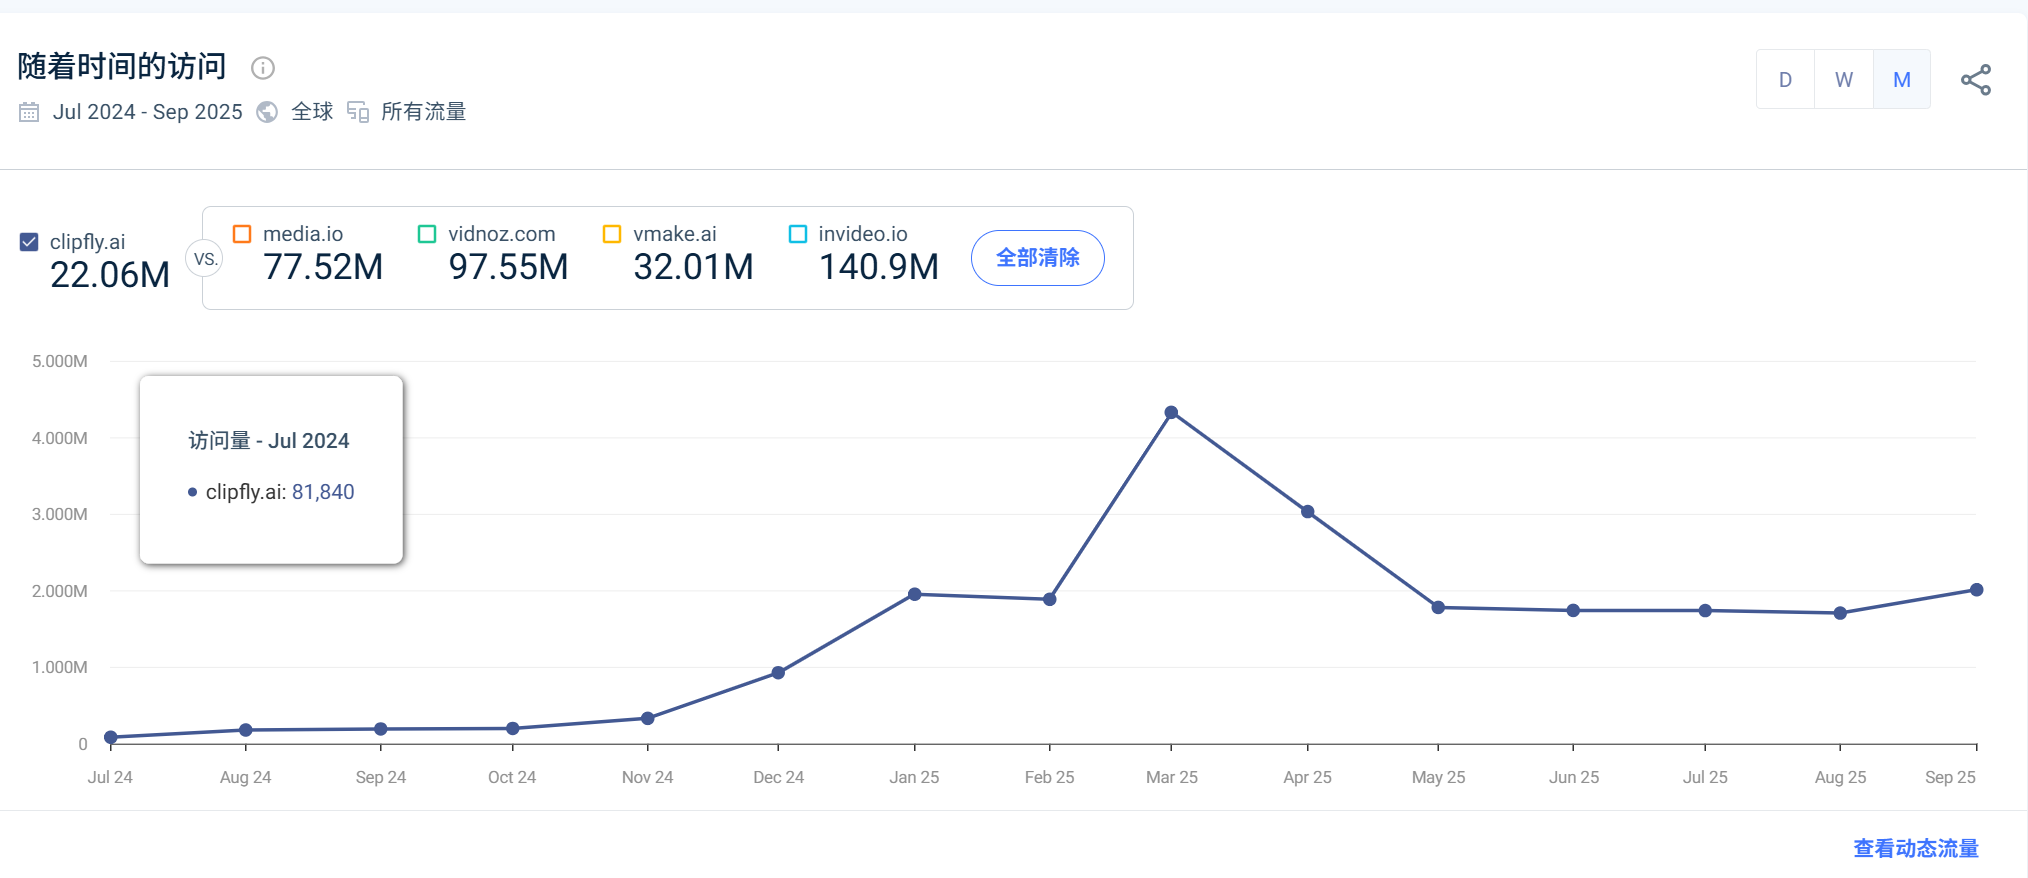 随着时间的访问
Jul 2024 - Sep 2025 全球 所有流量
D W M
clipfly.ai
22.06M
VS.
media.io
77.52M
vidnoz.com
97.55M
vmake.ai
32.01M
invideo.io
140.9M
全部清除
5.000M
4.000M
3.000M
2.000M
1.000M
0
访问量 - Jul 2024
clipfly.ai: 81,840
Jul 24 Aug 24 Sep 24 Oct 24 Nov 24 Dec 24 Jan 25 Feb 25 Mar 25 Apr 25 May 25 Jun 25 Jul 25 Aug 25 Sep 25
查看动态流量